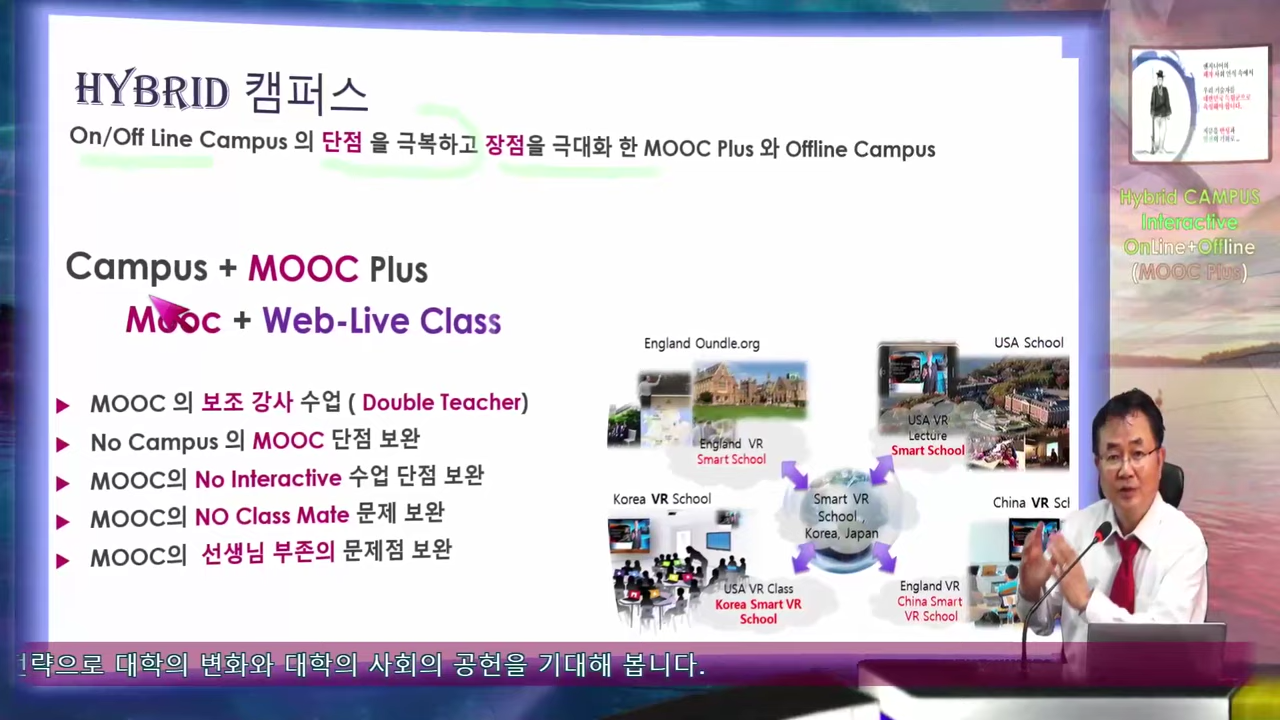 HYBRID 캠퍼스
On/Off Line Campus 의 단점 을 극복하고 장점을 극대화 한 MOOC Plus 와 Offline Campus
Campus + MOOC Plus
Mooc + Web-Live Class
MOOC 의 보조 강사 수업 ( Double Teacher)
No Campus 의 MOOC 단점 보완
MOOC의 No Interactive 수업 단점 보완
MOOC의 NO Class Mate 문제 보완
MOOC의 선생님 부존의 문제점 보완
England Oundle.org
England VR
Smart School
USA School
USA VR
Lecture
Smart School
Korea VR School
USA VR Class
Korea Smart VR
School
Smart VR
School ,
Korea, Japan
China VR Scl
England VR
China Smart
VR School
Hybrid CAMPUS
Interactive
OnLine+Offline
(MOOC Plus)
으로 대학의 변화와 대학의 사회의 공헌을 기대해 봅니다.